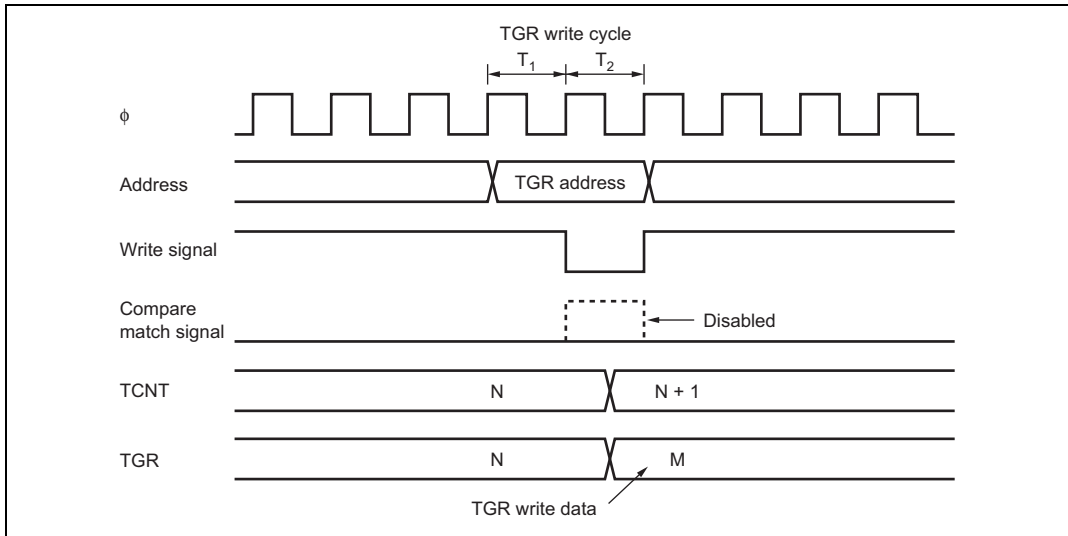 TGR write cycle
T₁ T₂
ϕ
Address
TGR address
Write signal
Compare
match signal
Disabled
TCNT
N
N + 1
TGR
N
M
TGR write data